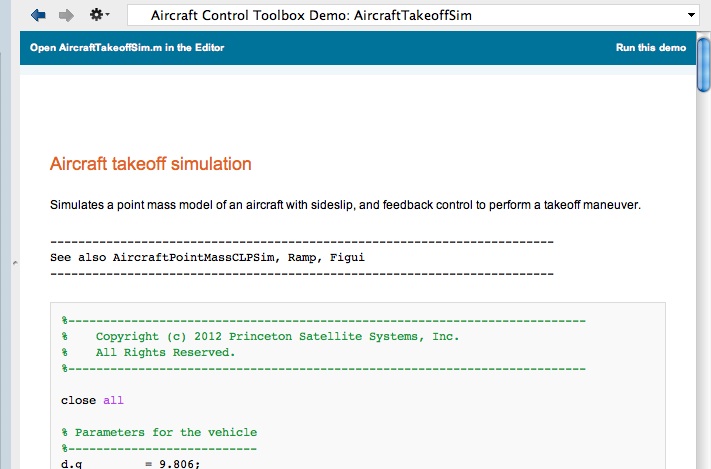 Aircraft Control Toolbox Demo: AircraftTakeoffSim
Open AircraftTakeoffSim.m in the Editor
Run this demo
Aircraft takeoff simulation
Simulates a point mass model of an aircraft with sideslip, and feedback control to perform a takeoff maneuver.
------------------------------------------------------------------------
See also AircraftPointMassCLPSim, Ramp, Figui
------------------------------------------------------------------------
%--------------------------------------------------------------------------
%    Copyright (c) 2012 Princeton Satellite Systems, Inc.
%    All Rights Reserved.
%--------------------------------------------------------------------------
close all
% Parameters for the vehicle
%---------------------------
d.g         = 9.806;